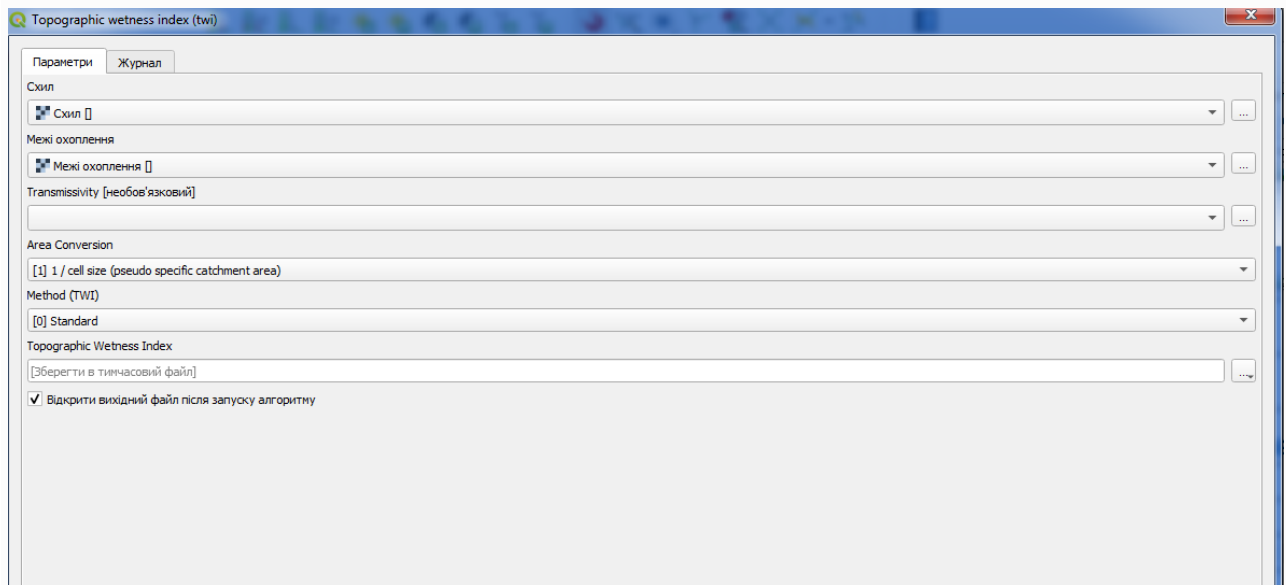 Topographic wetness index (twi)
Параметри Журнал
Схил
Схил []
...
Межі охоплення
Межі охоплення []
...
Transmissivity [необов'язковий]
...
Area Conversion
[1] 1 / cell size (pseudo specific catchment area)
Method (TWI)
[0] Standard
Topographic Wetness Index
[Зберегти в тимчасовий файл]
...
Відкрити вихідний файл після запуску алгоритму